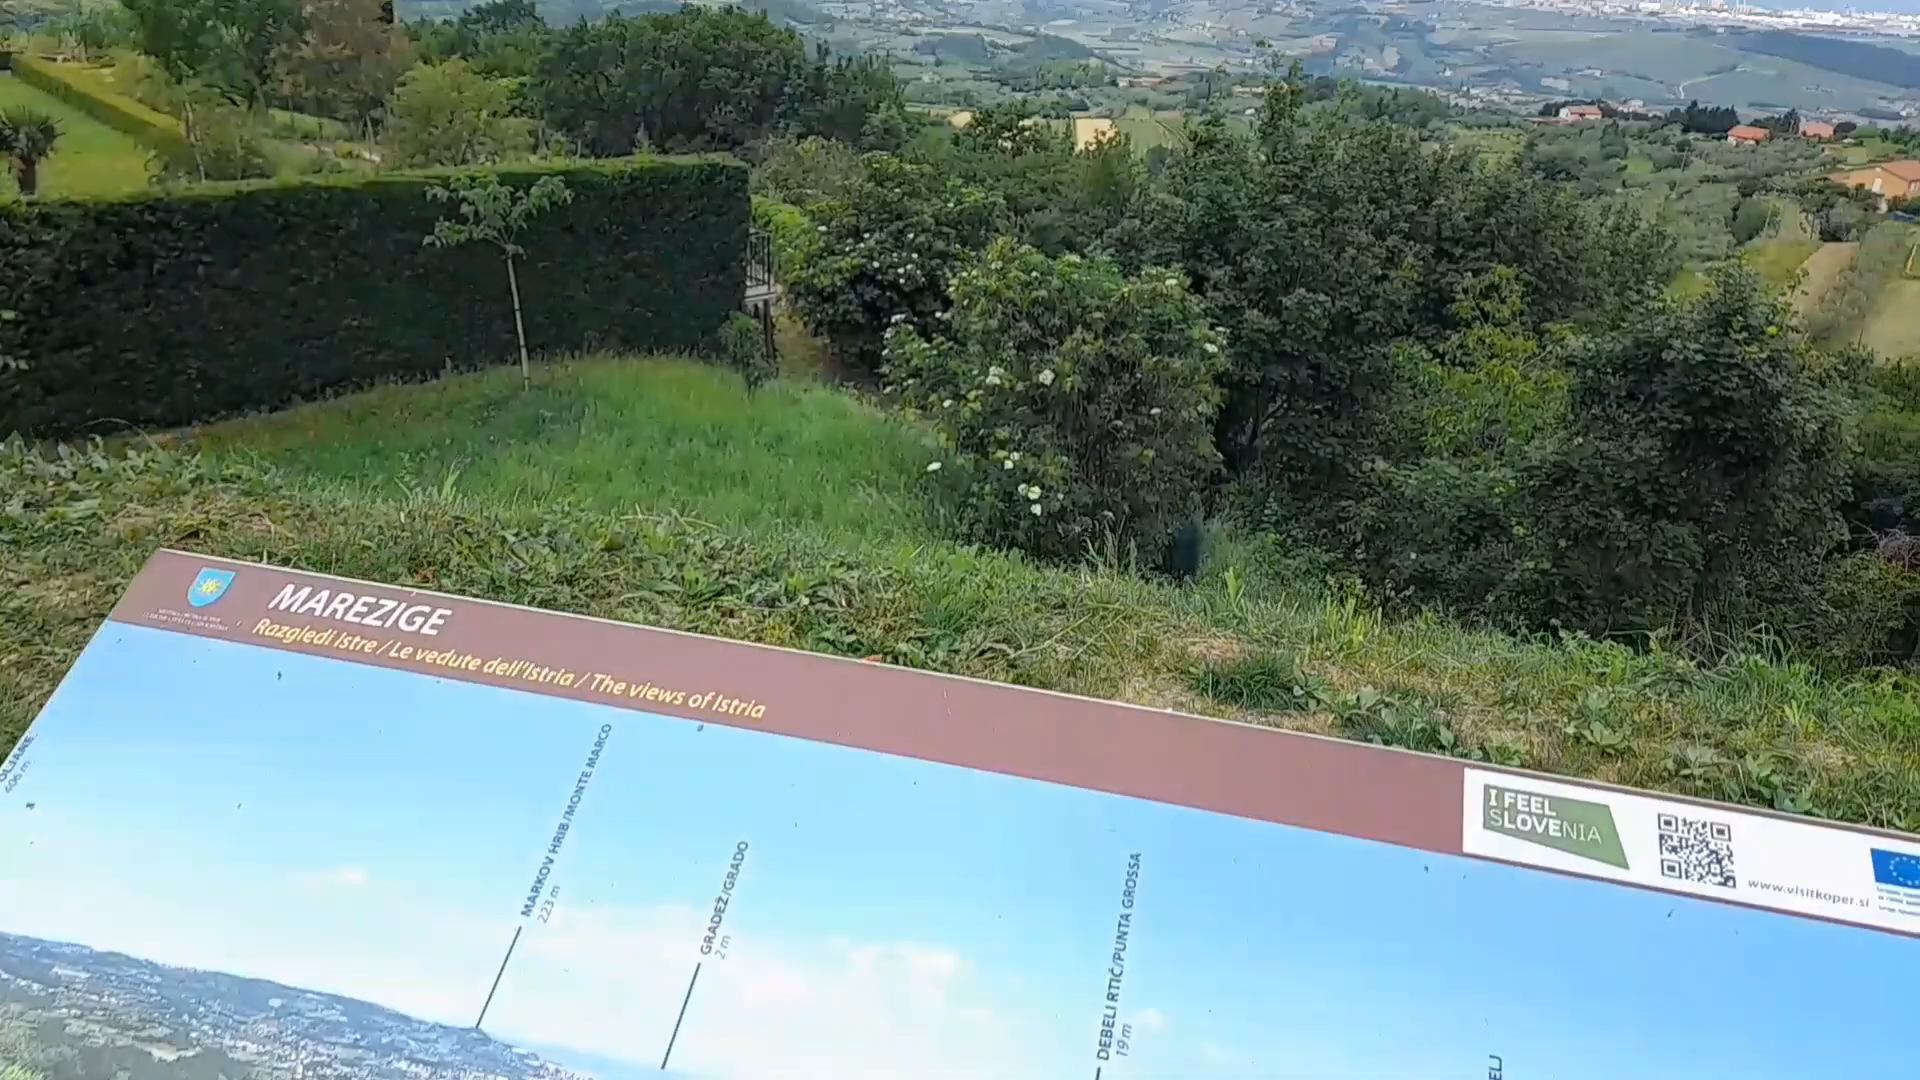 MAREZIGE
Razgledi Istre / Le vedute dell'Istria / The views of Istria
406 m
MARKOV HRIB/MONTE MARCO
223 m
GRADEŽ/GRADO
2 m
DEBELI RTIČ/PUNTA GROSSA
19 m
I FEEL
SLOVENIA
www.visitkoper.si